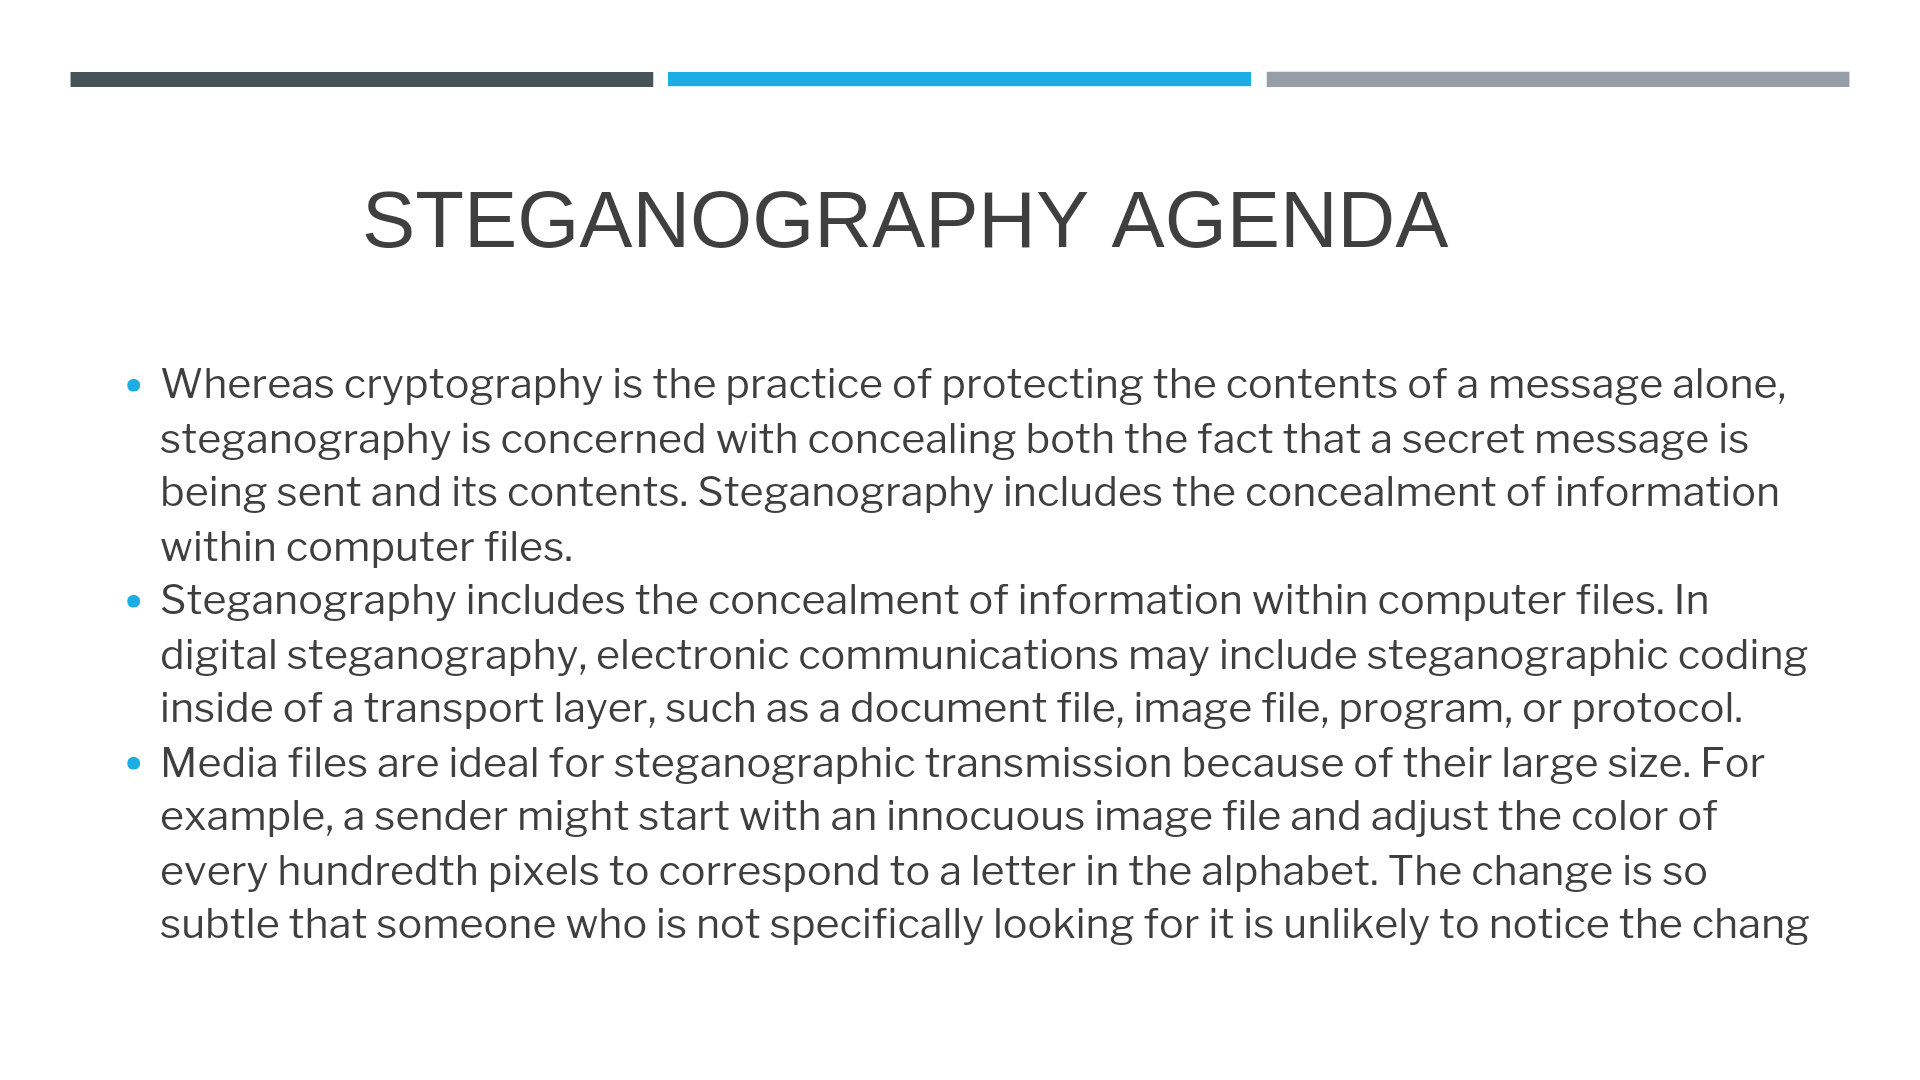 STEGANOGRAPHY AGENDA
• Whereas cryptography is the practice of protecting the contents of a message alone,
steganography is concerned with concealing both the fact that a secret message is
being sent and its contents. Steganography includes the concealment of information
within computer files.
• Steganography includes the concealment of information within computer files. In
digital steganography, electronic communications may include steganographic coding
inside of a transport layer, such as a document file, image file, program, or protocol.
• Media files are ideal for steganographic transmission because of their large size. For
example, a sender might start with an innocuous image file and adjust the color of
every hundredth pixels to correspond to a letter in the alphabet. The change is so
subtle that someone who is not specifically looking for it is unlikely to notice the chang